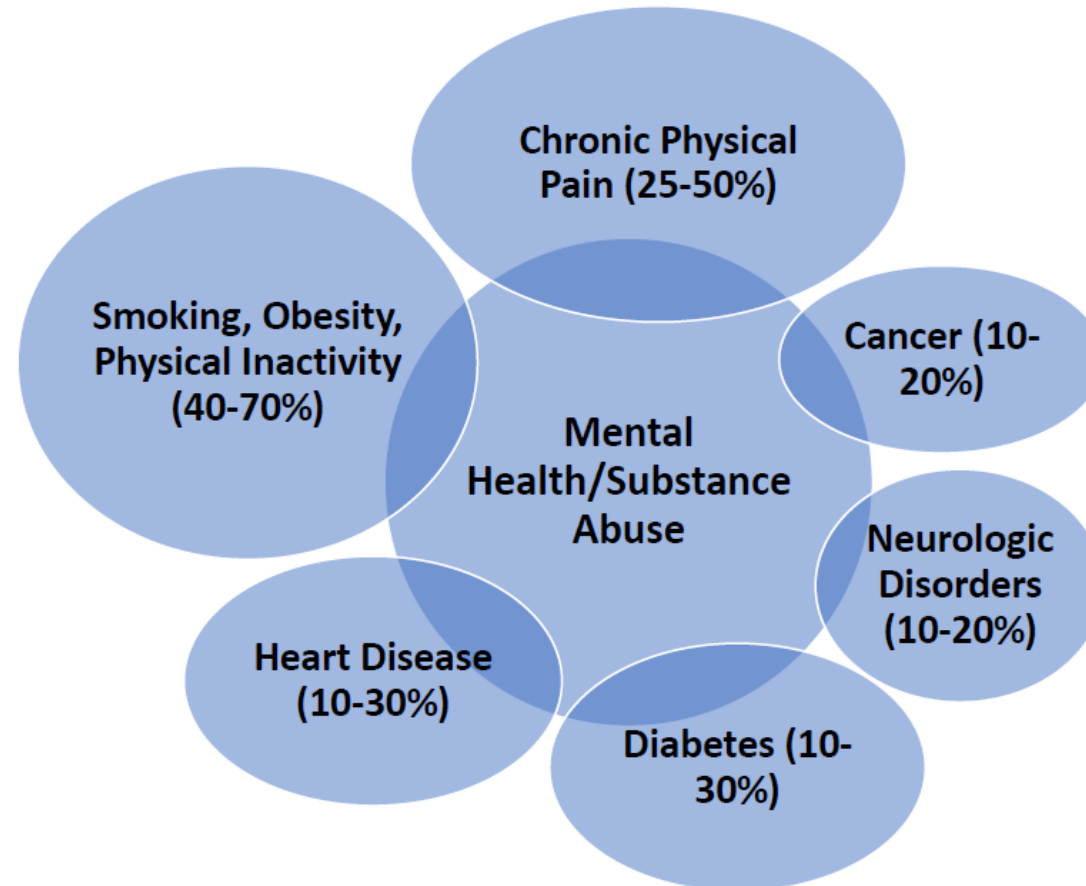 Chronic Physical
Pain (25-50%)
Smoking, Obesity,
Physical Inactivity
(40-70%)
Cancer (10-
20%)
Mental
Health/Substance
Abuse
Neurologic
Disorders
(10-20%)
Heart Disease
(10-30%)
Diabetes (10-
30%)